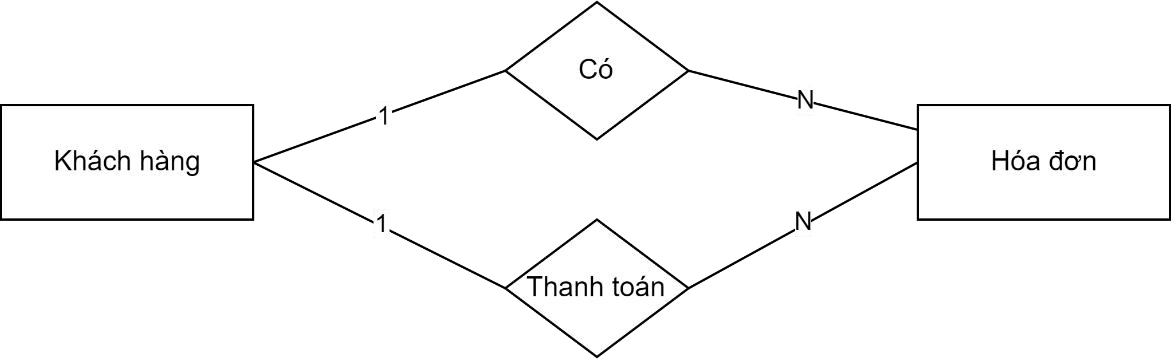 Có
1
N
Khách hàng
Hóa đơn
1
N
Thanh toán